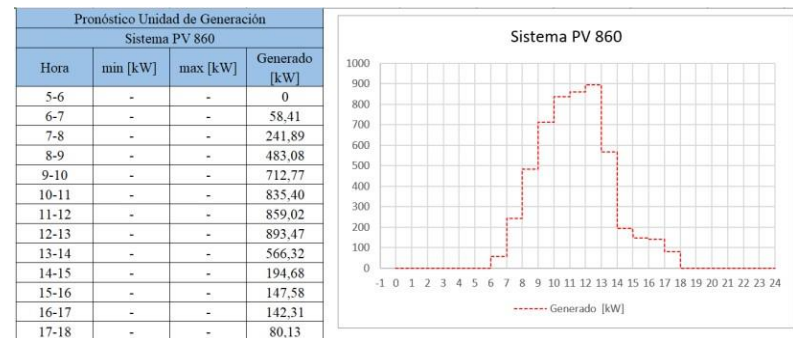 Pronóstico Unidad de Generación
Sistema PV 860
Hora min [kW] max [kW] Generado [kW]
5-6 - - 0
6-7 - - 58,41
7-8 - - 241,89
8-9 - - 483,08
9-10 - - 712,77
10-11 - - 835,40
11-12 - - 859,02
12-13 - - 893,47
13-14 - - 566,32
14-15 - - 194,68
15-16 - - 147,58
16-17 - - 142,31
17-18 - - 80,13
Sistema PV 860
1000
900
800
700
600
500
400
300
200
100
0
-1 0 1 2 3 4 5 6 7 8 9 10 11 12 13 14 15 16 17 18 19 20 21 22 23 24
Generado [kW]